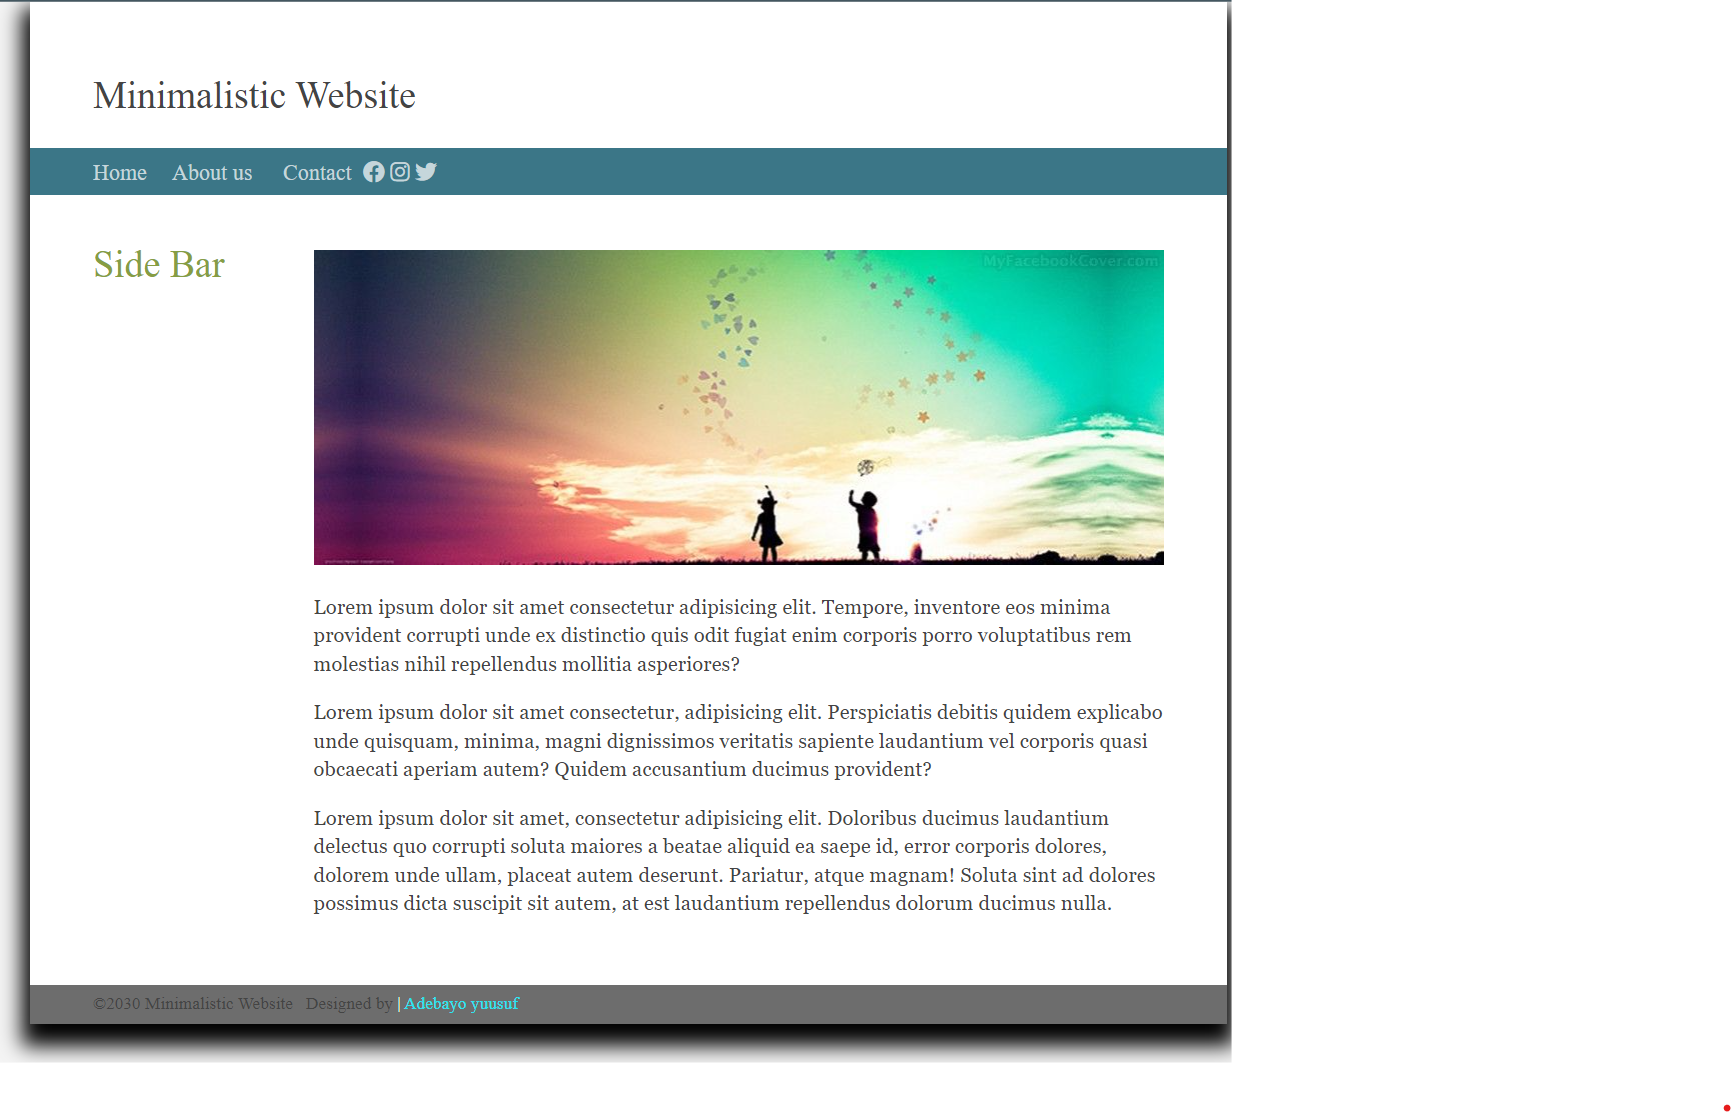 Minimalistic Website
Home About us Contact
Side Bar
MyFacebookCover.com
Lorem ipsum dolor sit amet consectetur adipisicing elit. Tempore, inventore eos minima
provident corrupti unde ex distinctio quis odit fugiat enim corporis porro voluptatibus rem
molestias nihil repellendus mollitia asperiores?
Lorem ipsum dolor sit amet consectetur, adipisicing elit. Perspiciatis debitis quidem explicabo
unde quisquam, minima, magni dignissimos veritatis sapiente laudantium vel corporis quasi
obcaecati aperiam autem? Quidem accusantium ducimus provident?
Lorem ipsum dolor sit amet, consectetur adipisicing elit. Doloribus ducimus laudantium
delectus quo corrupti soluta maiores a beatae aliquid ea saepe id, error corporis dolores,
dolorem unde ullam, placeat autem deserunt. Pariatur, atque magnam! Soluta sint ad dolores
possimus dicta suscipit sit autem, at est laudantium repellendus dolorum ducimus nulla.
©2030 Minimalistic Website Designed by | Adebayo yuusuf